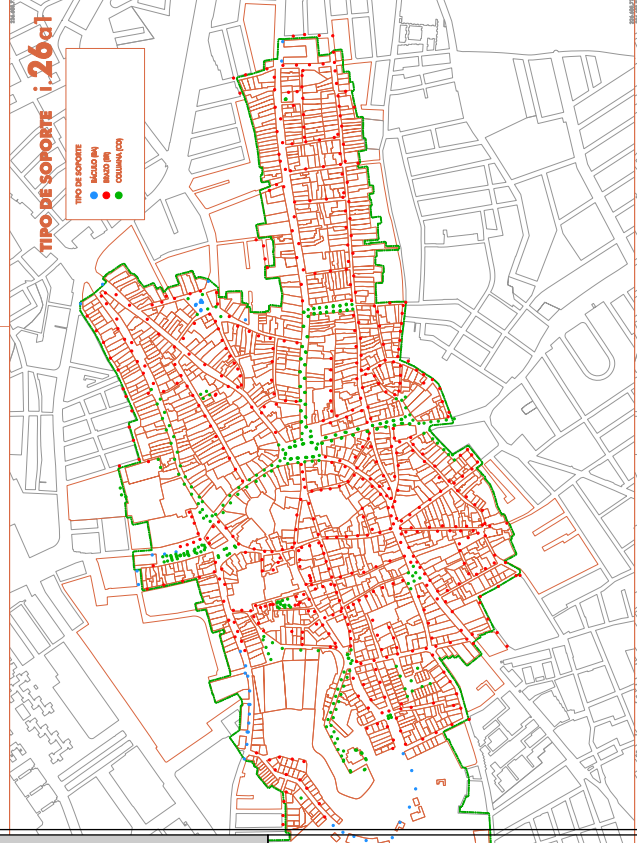 TIPO DE SOPORTE i.26a1
TIPO DE SOPORTE
BÁCULO (BA)
BRAZO (BR)
COLUMNA (CO)